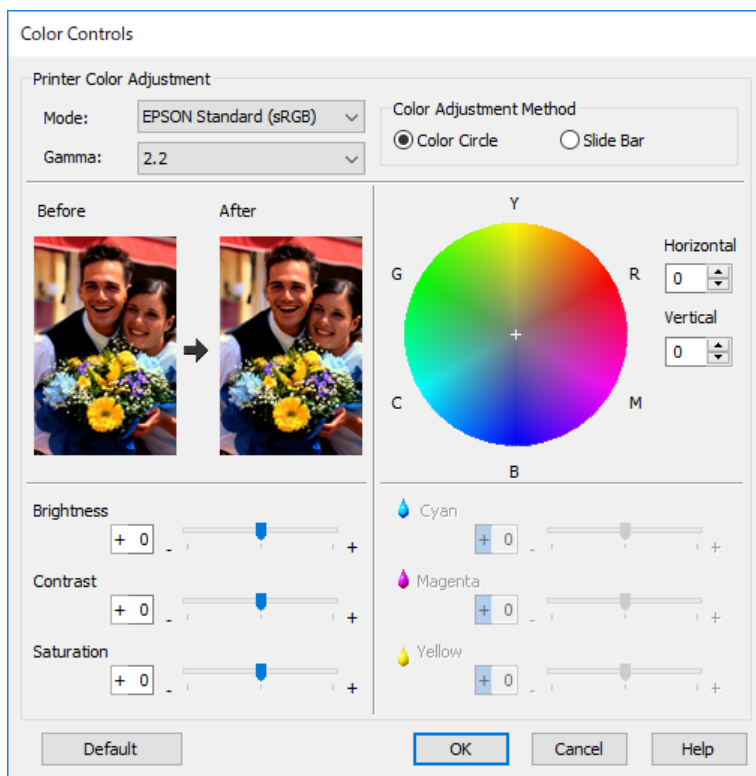 Color Controls
Printer Color Adjustment
Mode: EPSON Standard (sRGB)
Gamma: 2.2
Color Adjustment Method
Color Circle Slide Bar
Before After
Y
G R
C M
B
Horizontal
0
Vertical
0
Brightness
+ 0 - +
Contrast
+ 0 - +
Saturation
+ 0 - +
Cyan
+ 0 - +
Magenta
+ 0 - +
Yellow
+ 0 - +
Default OK Cancel Help